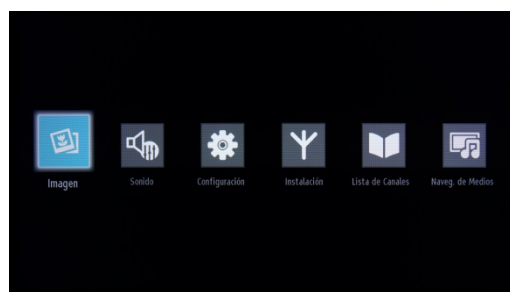 Imagen
Sonido
Configuración
Instalación
Lista de Canales
Naveg. de Medios